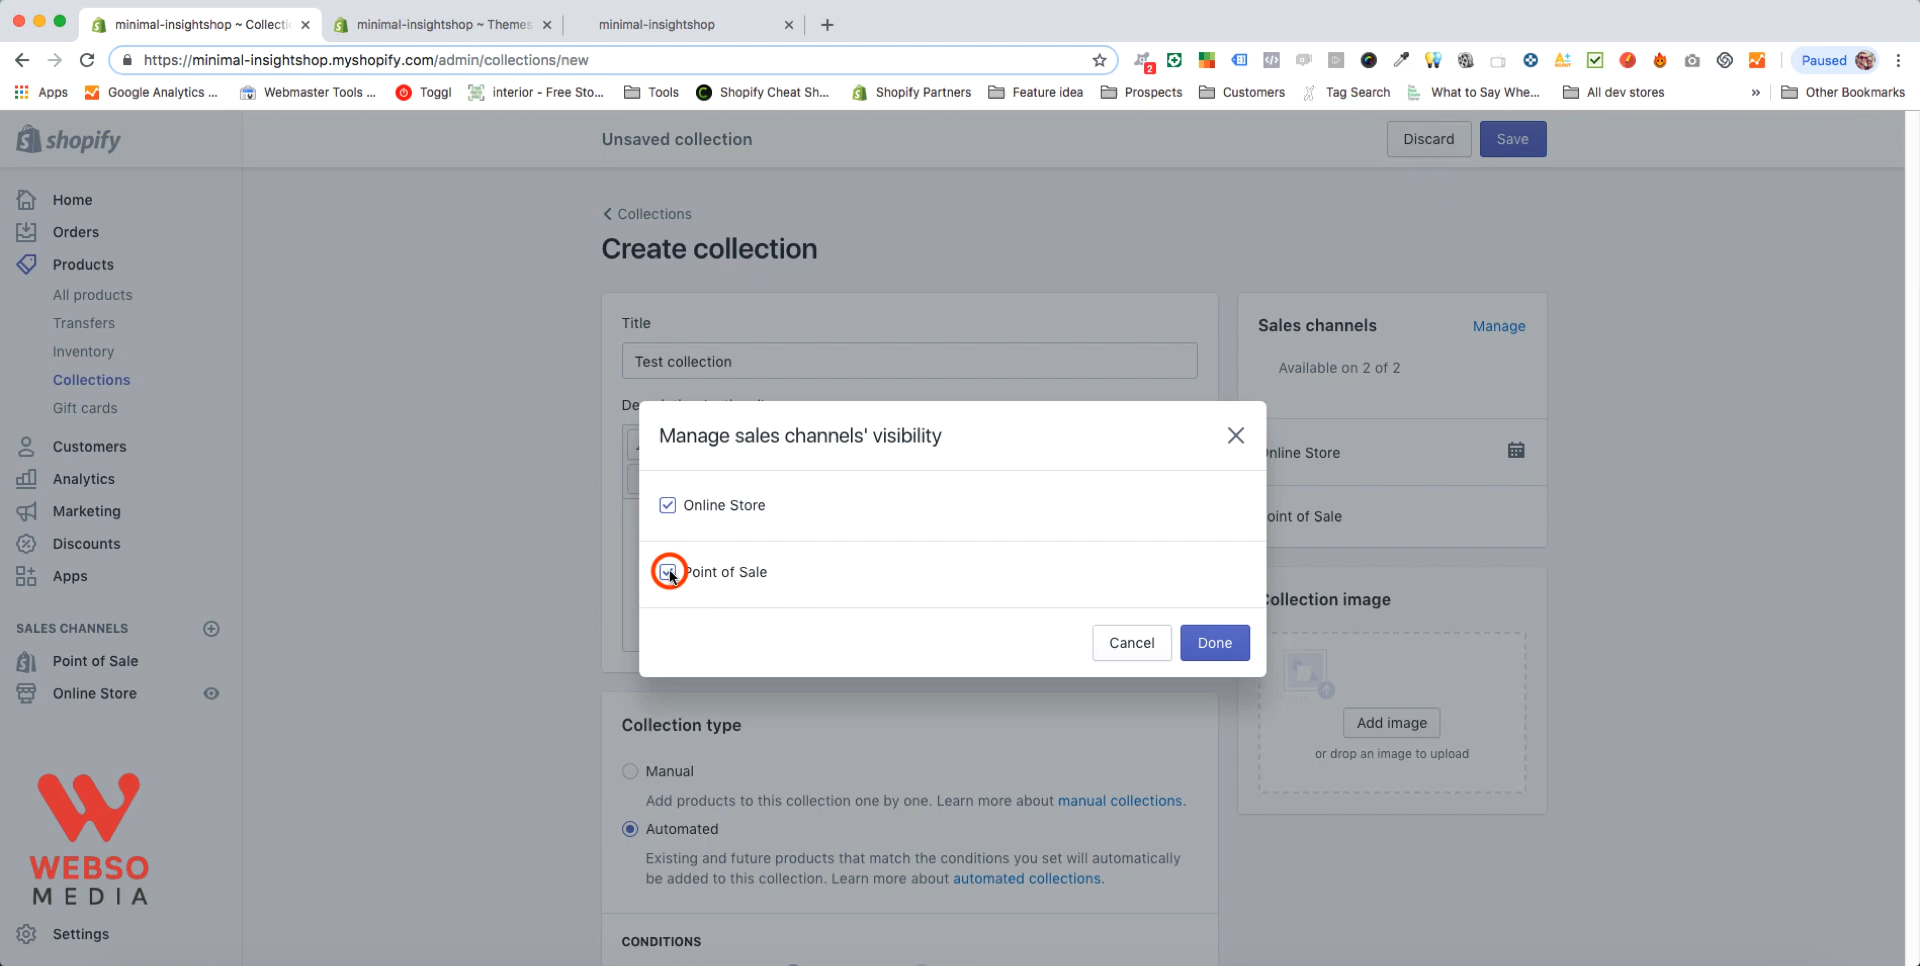 minimal-insightshop ~ Collecti
minimal-insightshop ~ Themes
minimal-insightshop
https://minimal-insightshop.myshopify.com/admin/collections/new
2
Paused
Apps
Google Analytics ...
Webmaster Tools ...
Toggl
interior - Free Sto...
Tools
Shopify Cheat Sh...
Shopify Partners
Feature idea
Prospects
Customers
Tag Search
What to Say Whe...
All dev stores
»
Other Bookmarks
shopify
Unsaved collection
Discard
Save
Home
Orders
Products
All products
Transfers
Inventory
Collections
Gift cards
Customers
Analytics
Marketing
Discounts
Apps
SALES CHANNELS
Point of Sale
Online Store
WEBSO
MEDIA
Settings
Collections
Create collection
Title
Test collection
Sales channels
Manage
Available on 2 of 2
nline Store
oint of Sale
Manage sales channels' visibility
Online Store
Point of Sale
Cancel
Done
ollection image
Add image
or drop an image to upload
Collection type
Manual
Add products to this collection one by one. Learn more about manual collections.
Automated
Existing and future products that match the conditions you set will automatically
be added to this collection. Learn more about automated collections.
CONDITIONS